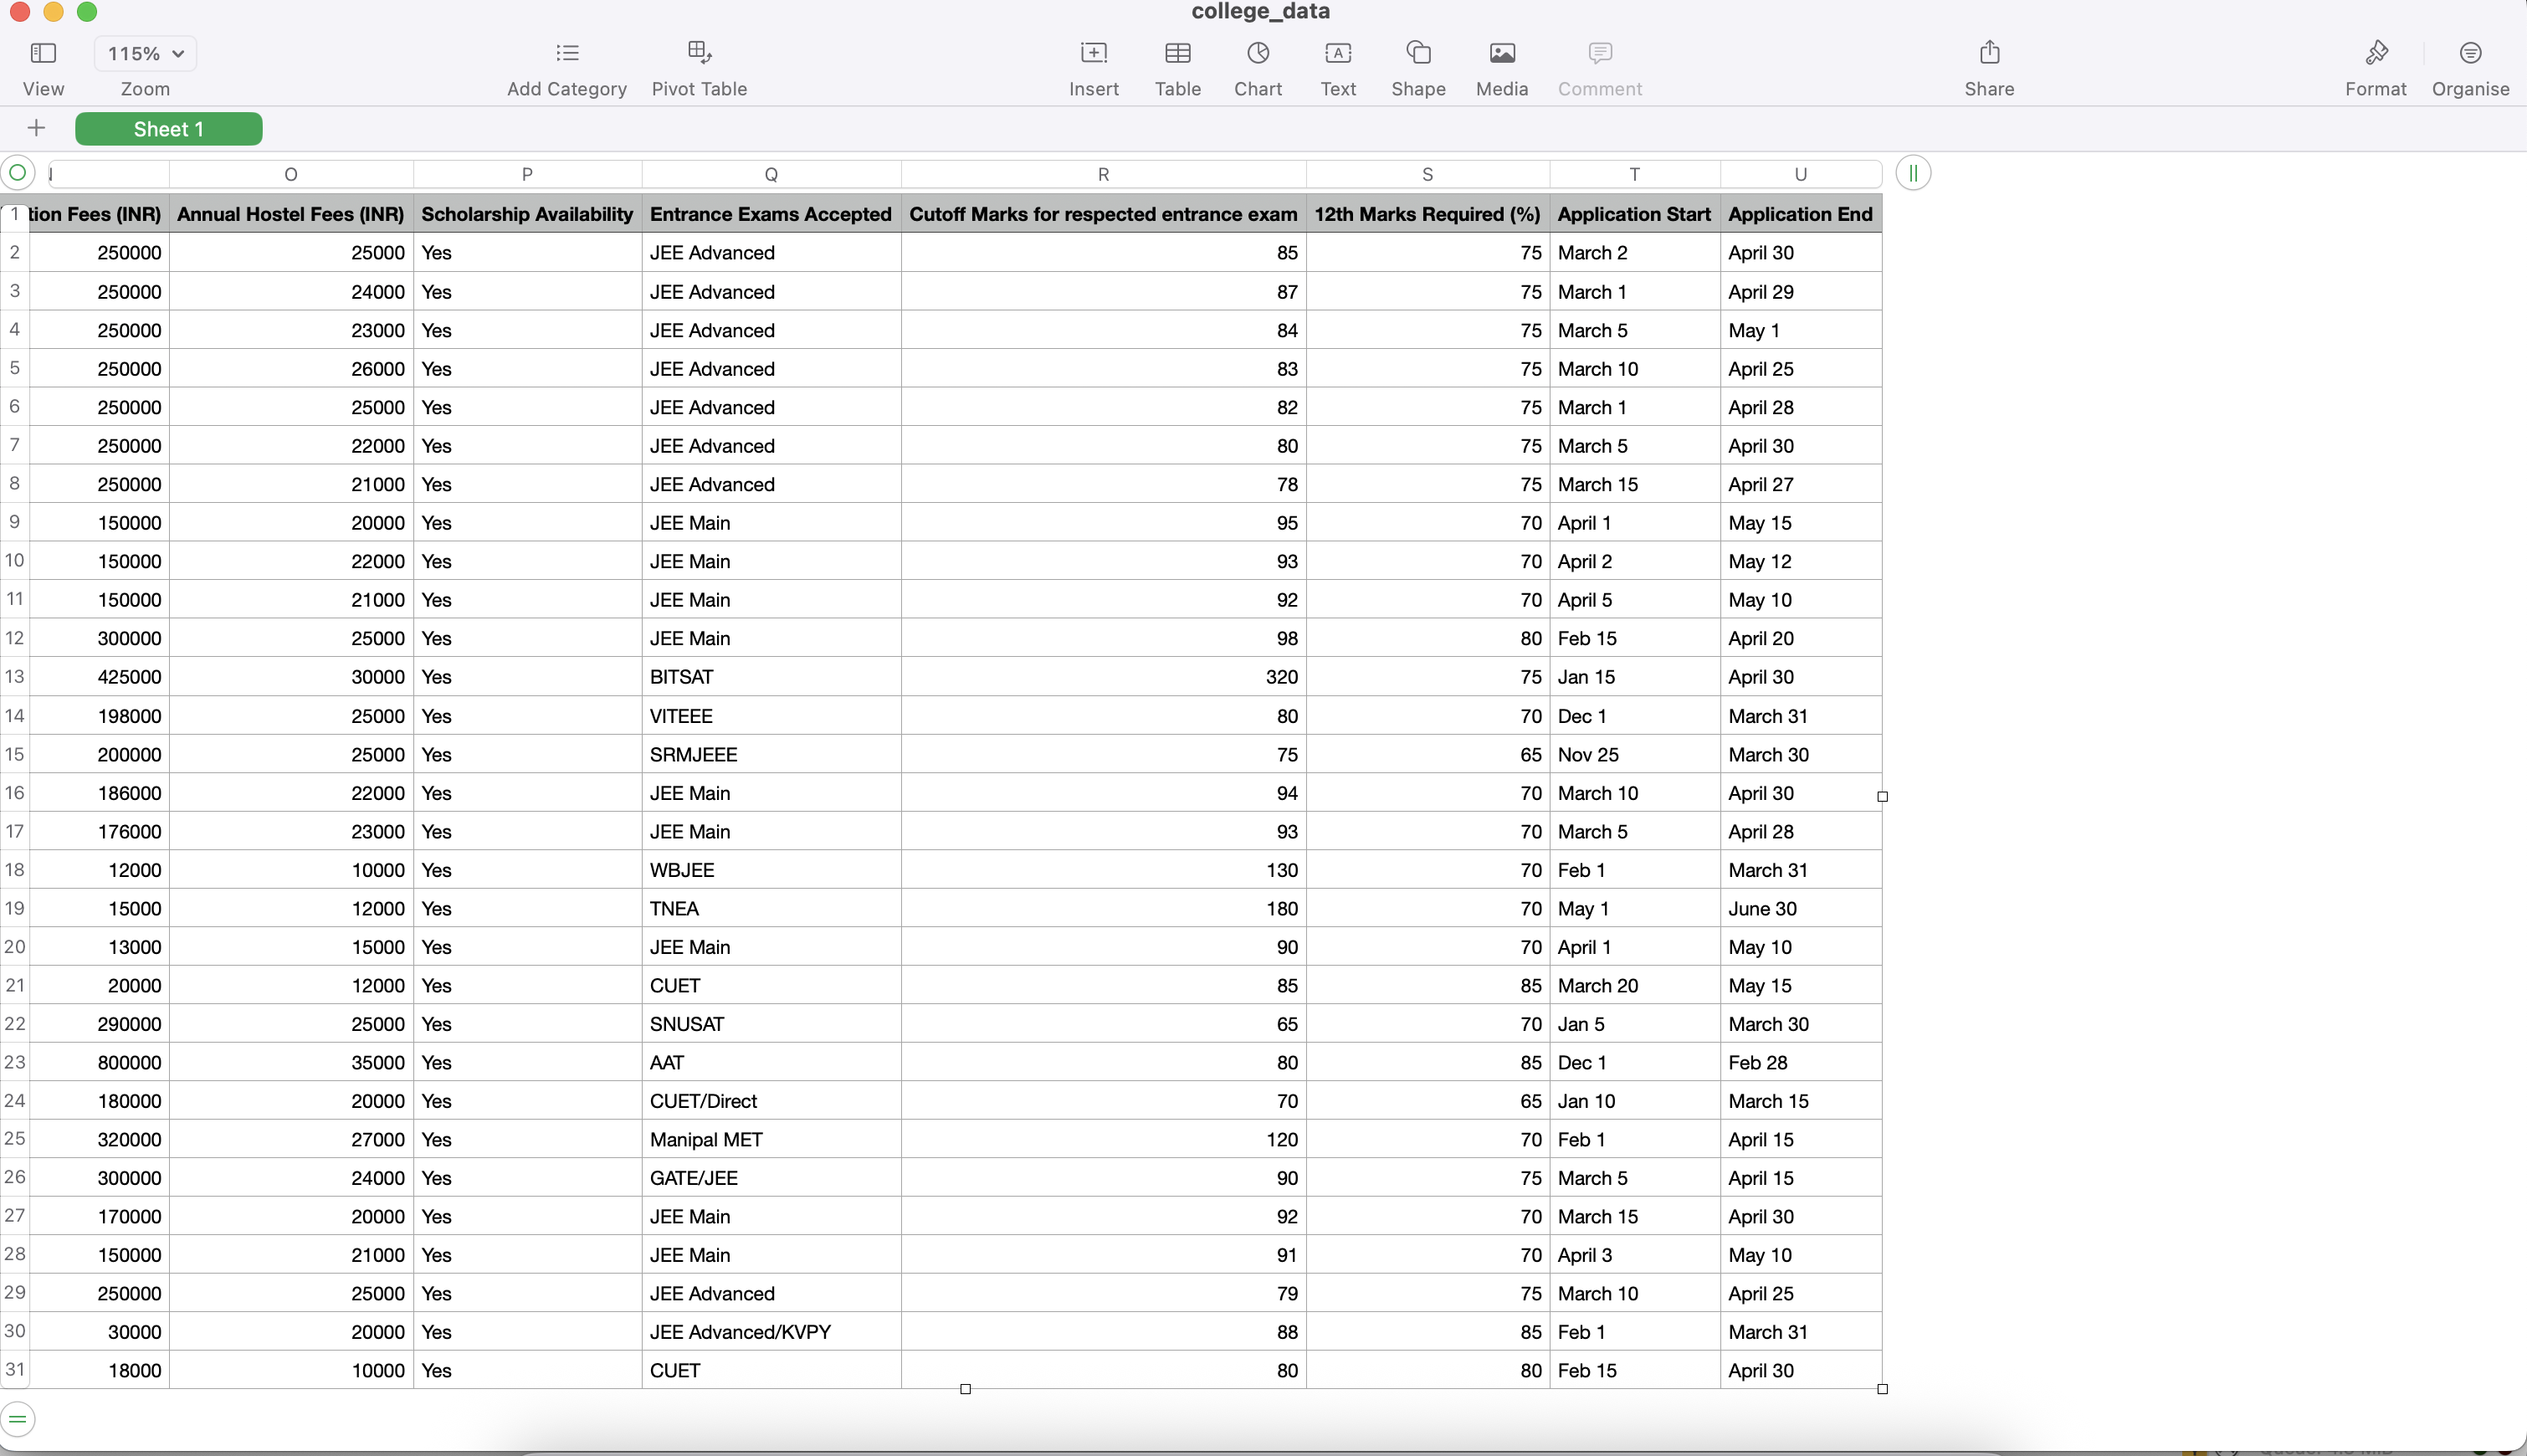 college_data
115%
View Zoom Add Category Pivot Table Insert Table Chart Text Shape Media Comment Share Format Organise
Sheet 1
O P Q R S T U
1 tion Fees (INR) Annual Hostel Fees (INR) Scholarship Availability Entrance Exams Accepted Cutoff Marks for respected entrance exam 12th Marks Required (%) Application Start Application End
2 250000 25000 Yes JEE Advanced 85 75 March 2 April 30
3 250000 24000 Yes JEE Advanced 87 75 March 1 April 29
4 250000 23000 Yes JEE Advanced 84 75 March 5 May 1
5 250000 26000 Yes JEE Advanced 83 75 March 10 April 25
6 250000 25000 Yes JEE Advanced 82 75 March 1 April 28
7 250000 22000 Yes JEE Advanced 80 75 March 5 April 30
8 250000 21000 Yes JEE Advanced 78 75 March 15 April 27
9 150000 20000 Yes JEE Main 95 70 April 1 May 15
10 150000 22000 Yes JEE Main 93 70 April 2 May 12
11 150000 21000 Yes JEE Main 92 70 April 5 May 10
12 300000 25000 Yes JEE Main 98 80 Feb 15 April 20
13 425000 30000 Yes BITSAT 320 75 Jan 15 April 30
14 198000 25000 Yes VITEEE 80 70 Dec 1 March 31
15 200000 25000 Yes SRMJEEE 75 65 Nov 25 March 30
16 186000 22000 Yes JEE Main 94 70 March 10 April 30
17 176000 23000 Yes JEE Main 93 70 March 5 April 28
18 12000 10000 Yes WBJEE 130 70 Feb 1 March 31
19 15000 12000 Yes TNEA 180 70 May 1 June 30
20 13000 15000 Yes JEE Main 90 70 April 1 May 10
21 20000 12000 Yes CUET 85 85 March 20 May 15
22 290000 25000 Yes SNUSAT 65 70 Jan 5 March 30
23 800000 35000 Yes AAT 80 85 Dec 1 Feb 28
24 180000 20000 Yes CUET/Direct 70 65 Jan 10 March 15
25 320000 27000 Yes Manipal MET 120 70 Feb 1 April 15
26 300000 24000 Yes GATE/JEE 90 75 March 5 April 15
27 170000 20000 Yes JEE Main 92 70 March 15 April 30
28 150000 21000 Yes JEE Main 91 70 April 3 May 10
29 250000 25000 Yes JEE Advanced 79 75 March 10 April 25
30 30000 20000 Yes JEE Advanced/KVPY 88 85 Feb 1 March 31
31 18000 10000 Yes CUET 80 80 Feb 15 April 30